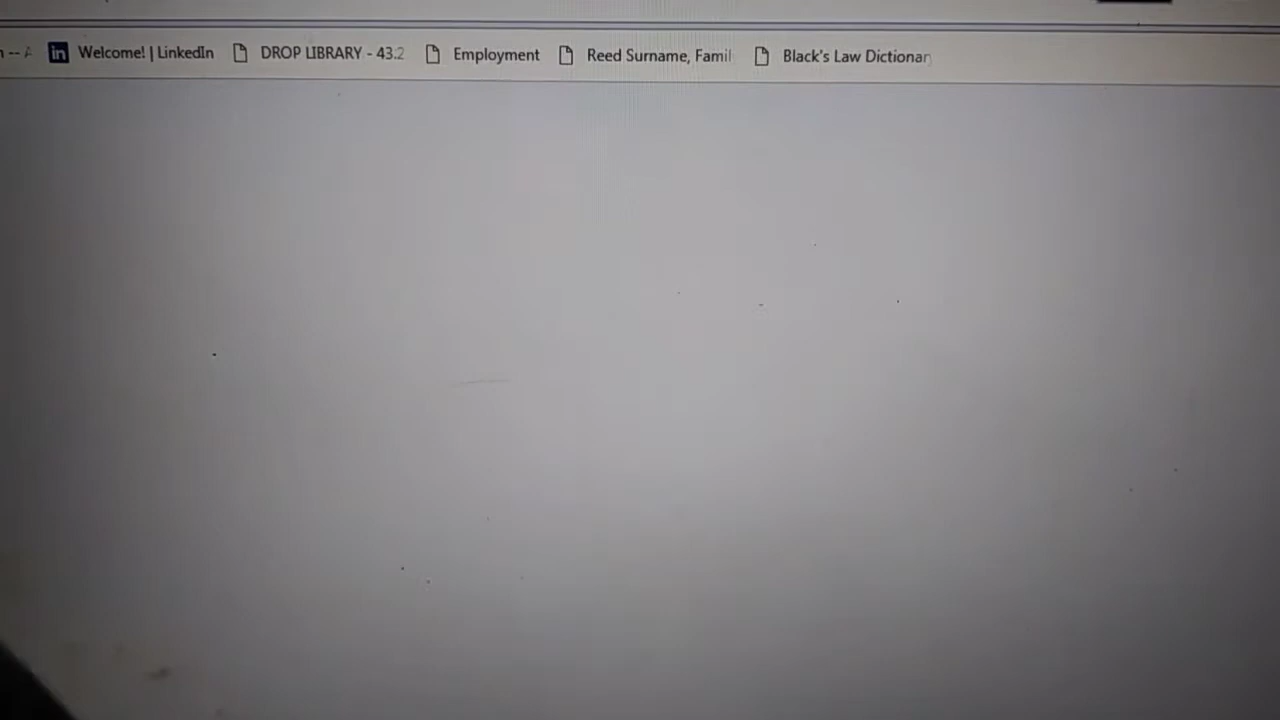 Welcome! | LinkedIn DROP LIBRARY - 43.2 Employment Reed Surname, Famil Black's Law Dictionar